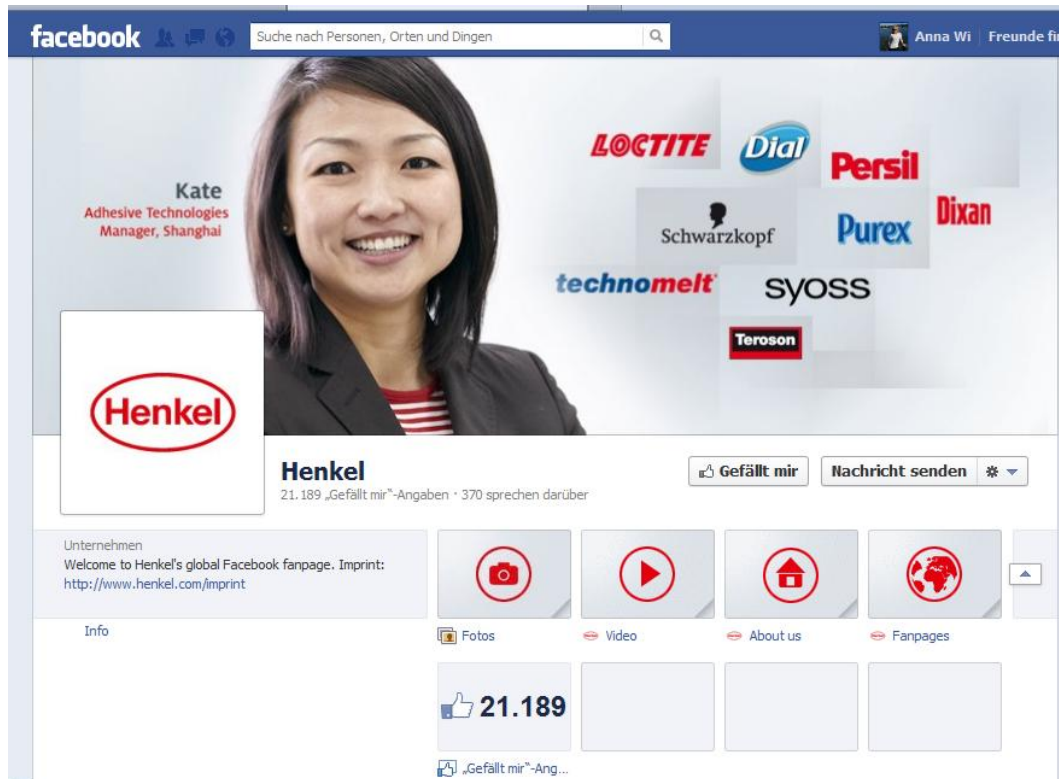 facebook
Suche nach Personen, Orten und Dingen
Anna Wi
Freunde fi
Kate
Adhesive Technologies
Manager, Shanghai
LOCTITE
Dial
Persil
Schwarzkopf
Purex
Dixan
technomelt
syoss
Teroson
Henkel
Henkel
21.189 „Gefällt mir“-Angaben · 370 sprechen darüber
Gefällt mir
Nachricht senden
Unternehmen
Welcome to Henkel's global Facebook fanpage. Imprint:
http://www.henkel.com/imprint
Info
Fotos
Video
About us
Fanpages
21.189
„Gefällt mir“-Ang...